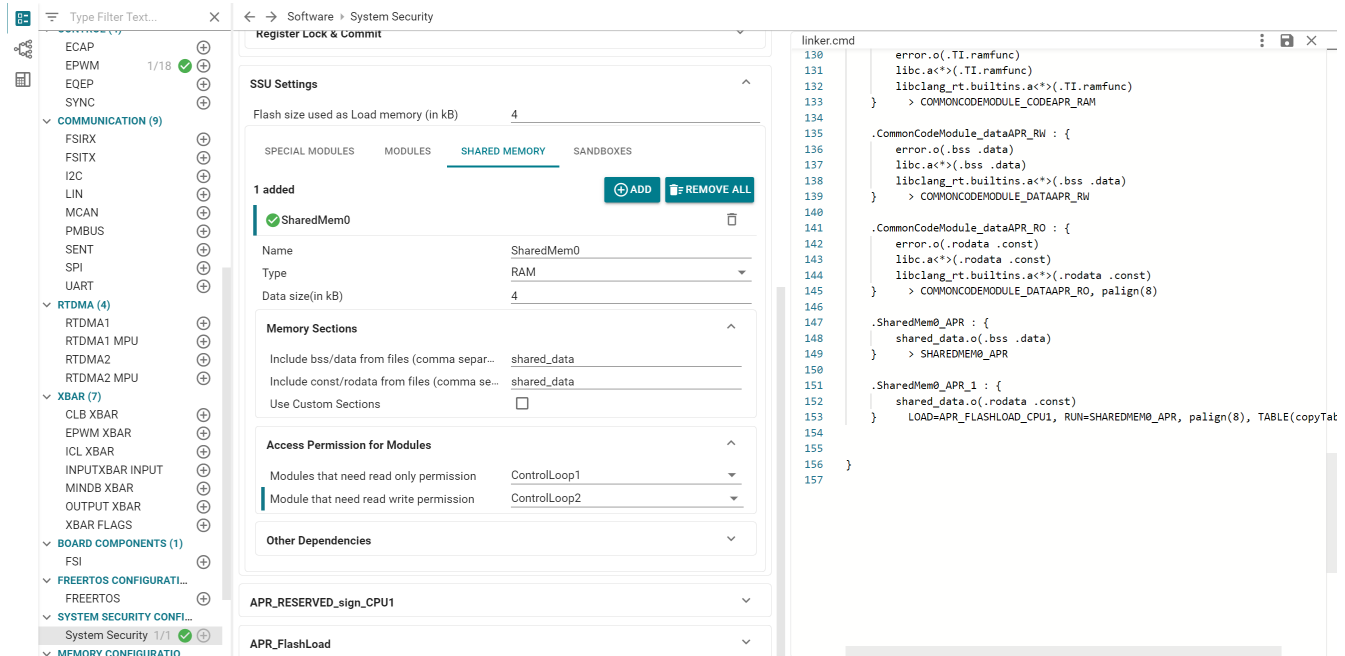 Type Filter Text...
CONTROL (4)
ECAP
EPWM 1/18
EQEP
SYNC
COMMUNICATION (9)
FSIRX
FSITX
I2C
LIN
MCAN
PMBUS
SENT
SPI
UART
RTDMA (4)
RTDMA1
RTDMA1 MPU
RTDMA2
RTDMA2 MPU
XBAR (7)
CLB XBAR
EPWM XBAR
ICL XBAR
INPUTXBAR INPUT
MINDB XBAR
OUTPUT XBAR
XBAR FLAGS
BOARD COMPONENTS (1)
FSI
FREERTOS CONFIGURATI...
FREERTOS
SYSTEM SECURITY CONFI...
System Security 1/1
MEMORY CONFIGURATIO
Software › System Security
Register Lock & Commit
SSU Settings
Flash size used as Load memory (in kB) 4
SPECIAL MODULES MODULES SHARED MEMORY SANDBOXES
1 added ADD REMOVE ALL
SharedMem0
Name SharedMem0
Type RAM
Data size(in kB) 4
Memory Sections
Include bss/data from files (comma separ... shared_data
Include const/rodata from files (comma se... shared_data
Use Custom Sections
Access Permission for Modules
Modules that need read only permission ControlLoop1
Module that need read write permission ControlLoop2
Other Dependencies
APR_RESERVED_sign_CPU1
APR_FlashLoad
linker.cmd
130 error.o(.TI.ramfunc)
131 libc.a<*>(.TI.ramfunc)
132 libclang_rt.builtins.a<*>(.TI.ramfunc)
133 } > COMMONCODEMODULE_CODEAPR_RAM
134
135 .CommonCodeModule_dataAPR_RW : {
136 error.o(.bss .data)
137 libc.a<*>(.bss .data)
138 libclang_rt.builtins.a<*>(.bss .data)
139 } > COMMONCODEMODULE_DATAAPR_RW
140
141 .CommonCodeModule_dataAPR_RO : {
142 error.o(.rodata .const)
143 libc.a<*>(.rodata .const)
144 libclang_rt.builtins.a<*>(.rodata .const)
145 } > COMMONCODEMODULE_DATAAPR_RO, palign(8)
146
147 .SharedMem0_APR : {
148 shared_data.o(.bss .data)
149 } > SHAREDMEM0_APR
150
151 .SharedMem0_APR_1 : {
152 shared_data.o(.rodata .const)
153 } LOAD=APR_FLASHLOAD_CPU1, RUN=SHAREDMEM0_APR, palign(8), TABLE(copyTab
154
155
156 }
157